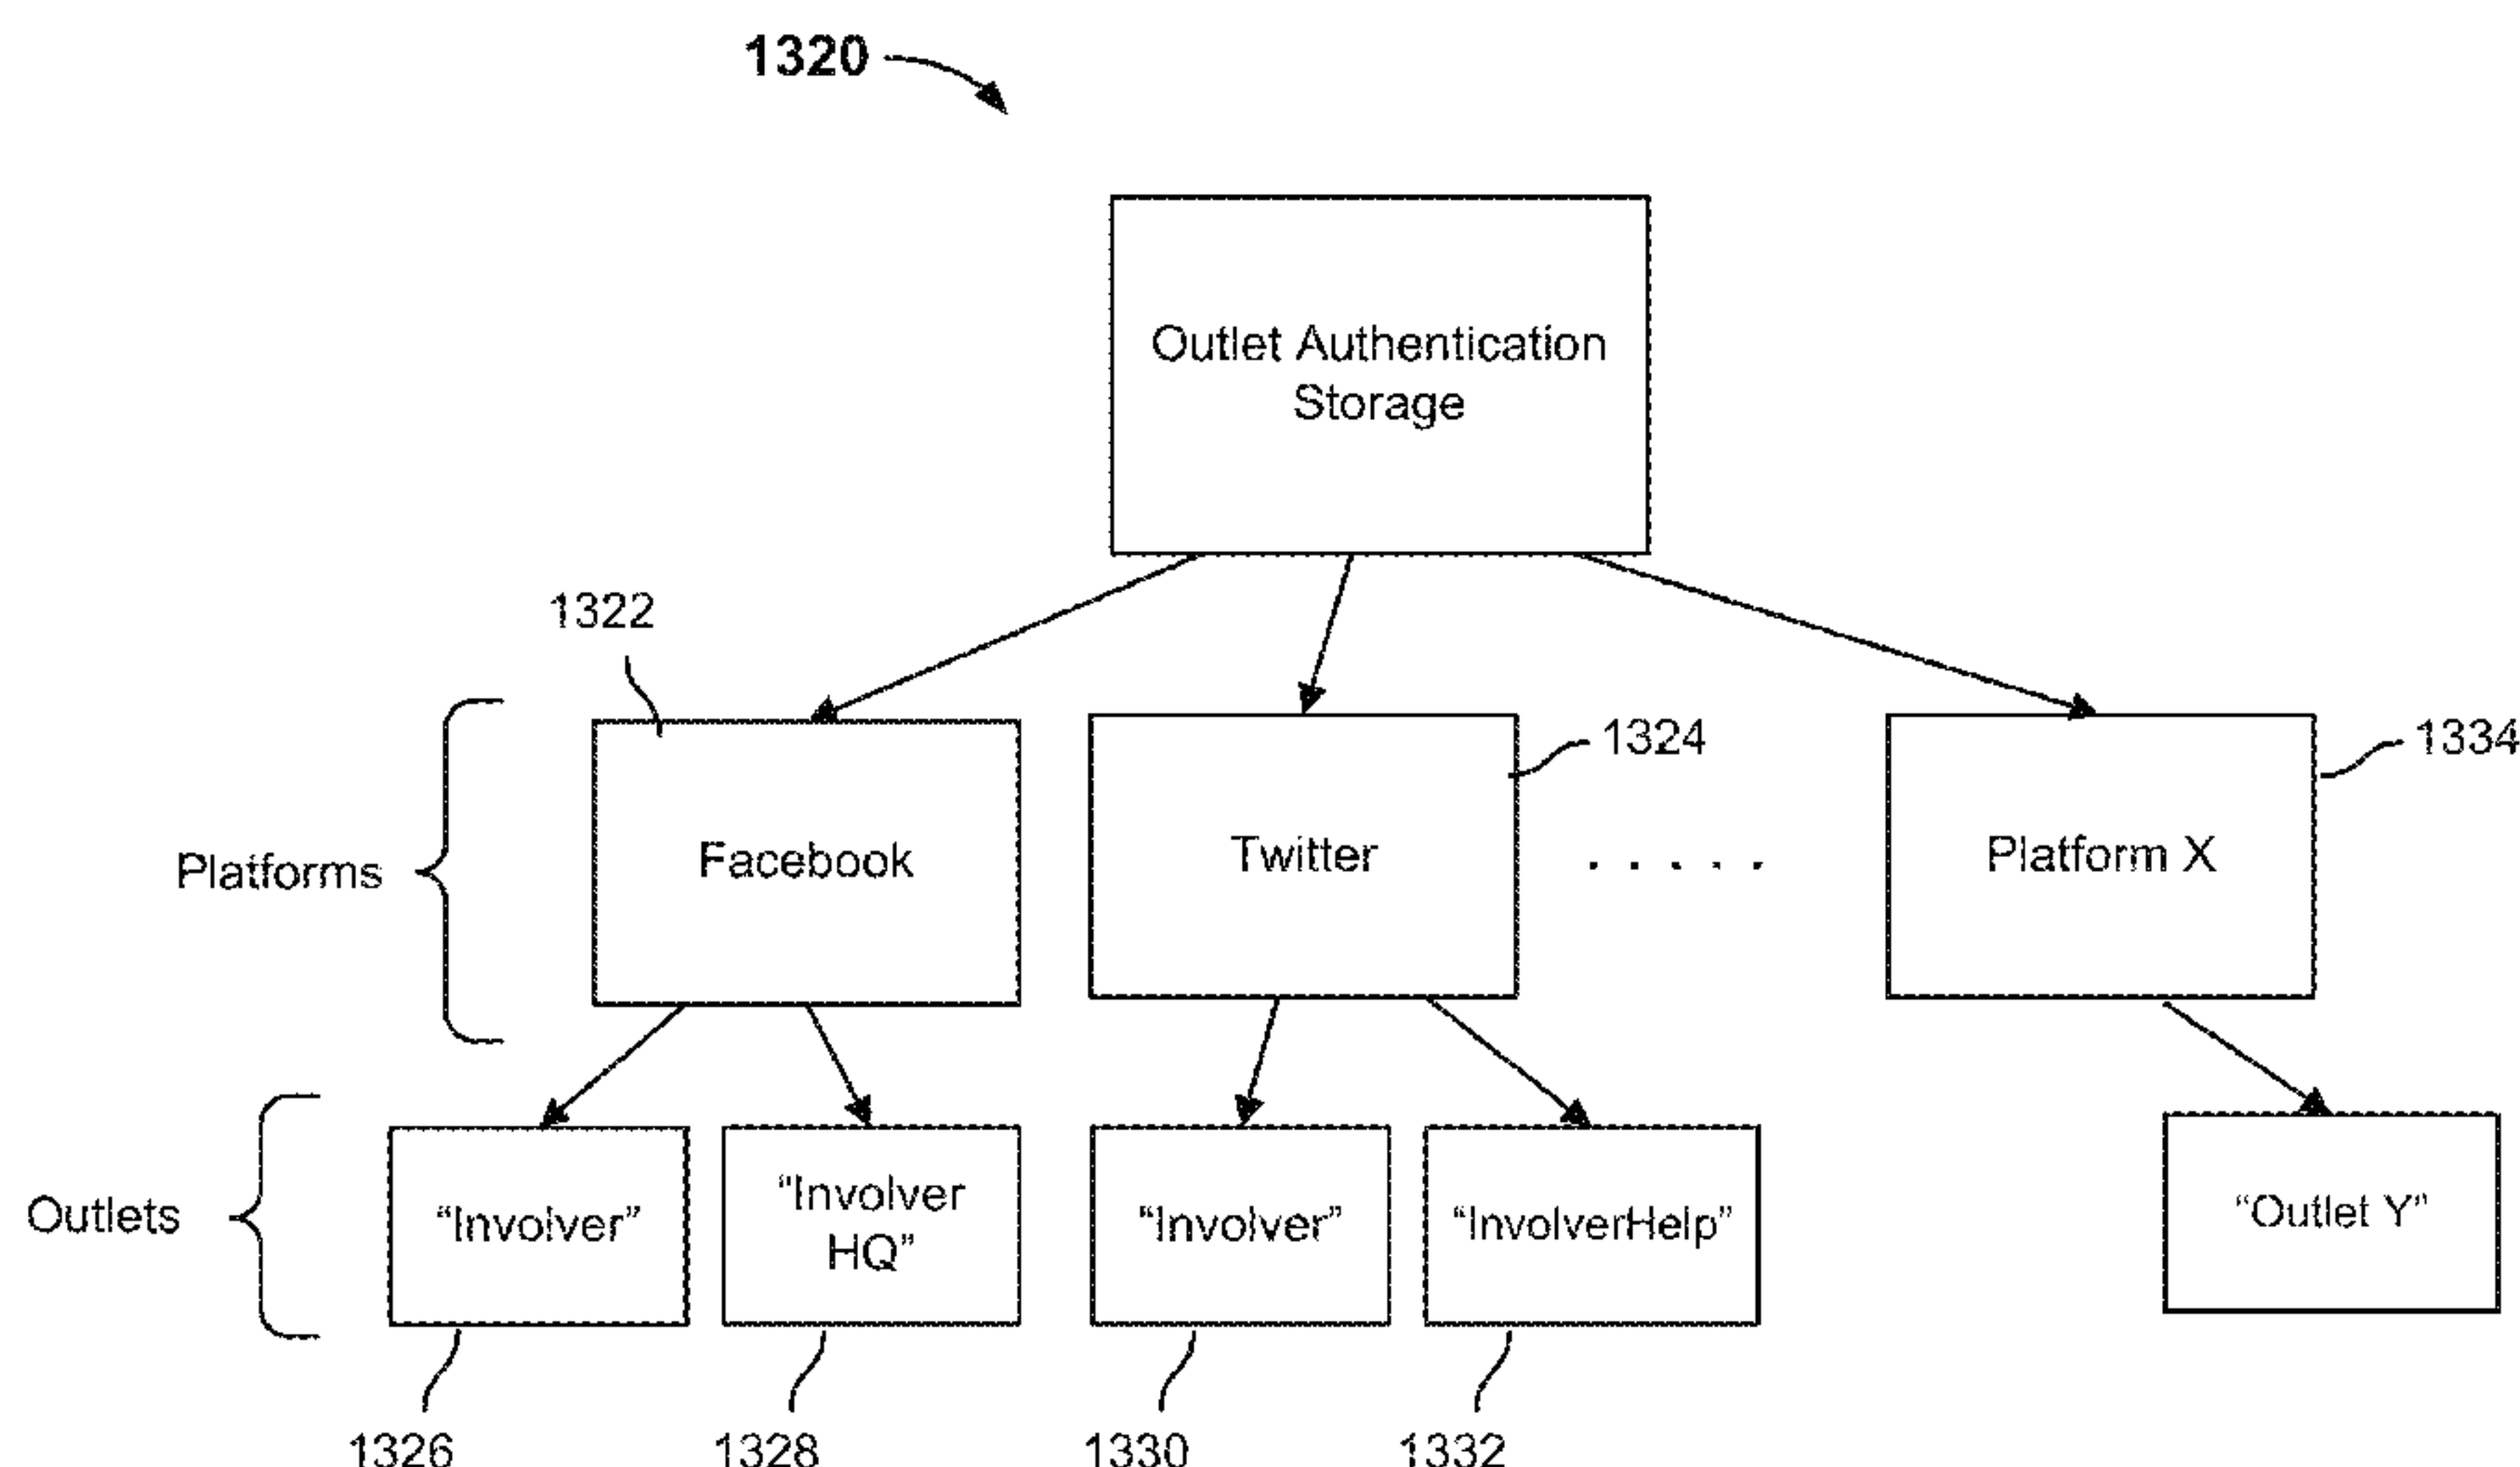 1320
Outlet Authentication
Storage
1322
1324
1334
Platforms
Facebook
Twitter
. . . . .
Platform X
Outlets
“Involver”
“Involver
HQ”
“Involver”
“InvolverHelp”
“Outlet Y”
1326
1328
1330
1332